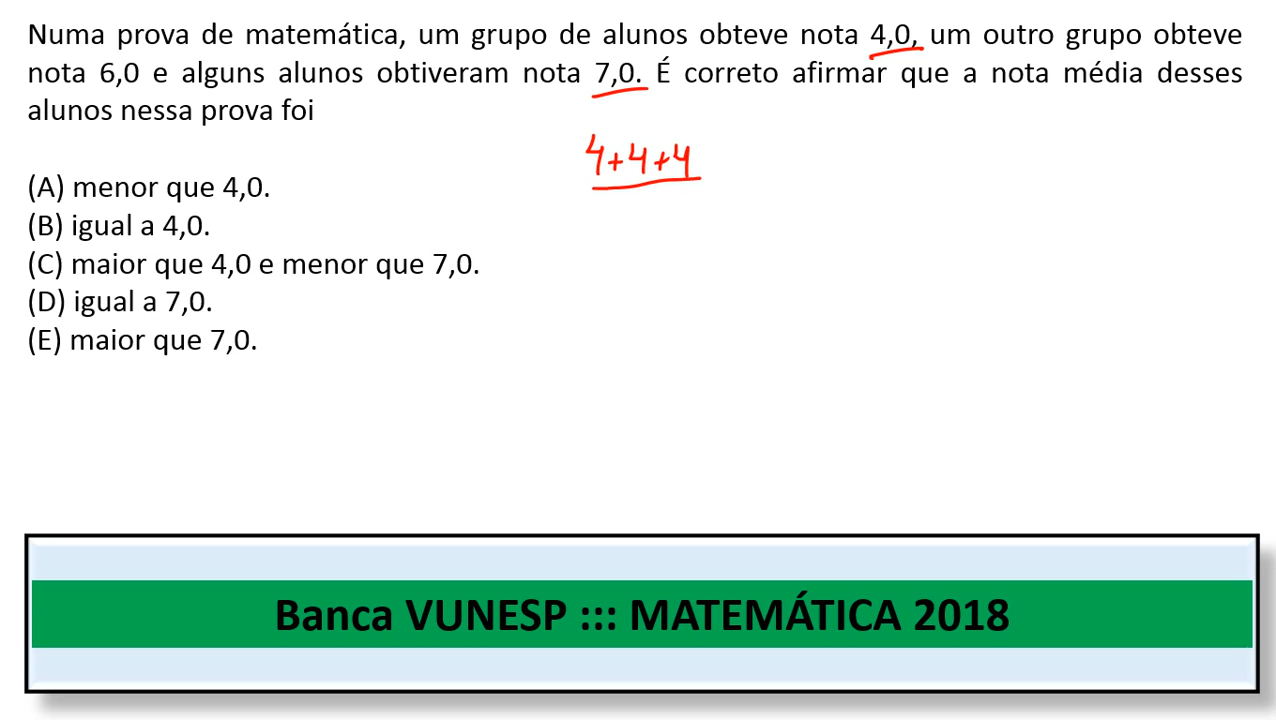 Numa prova de matemática, um grupo de alunos obteve nota 4,0, um outro grupo obteve
nota 6,0 e alguns alunos obtiveram nota 7,0. É correto afirmar que a nota média desses
alunos nessa prova foi
4+4+4
(A) menor que 4,0.
(B) igual a 4,0.
(C) maior que 4,0 e menor que 7,0.
(D) igual a 7,0.
(E) maior que 7,0.
Banca VUNESP ::: MATEMÁTICA 2018